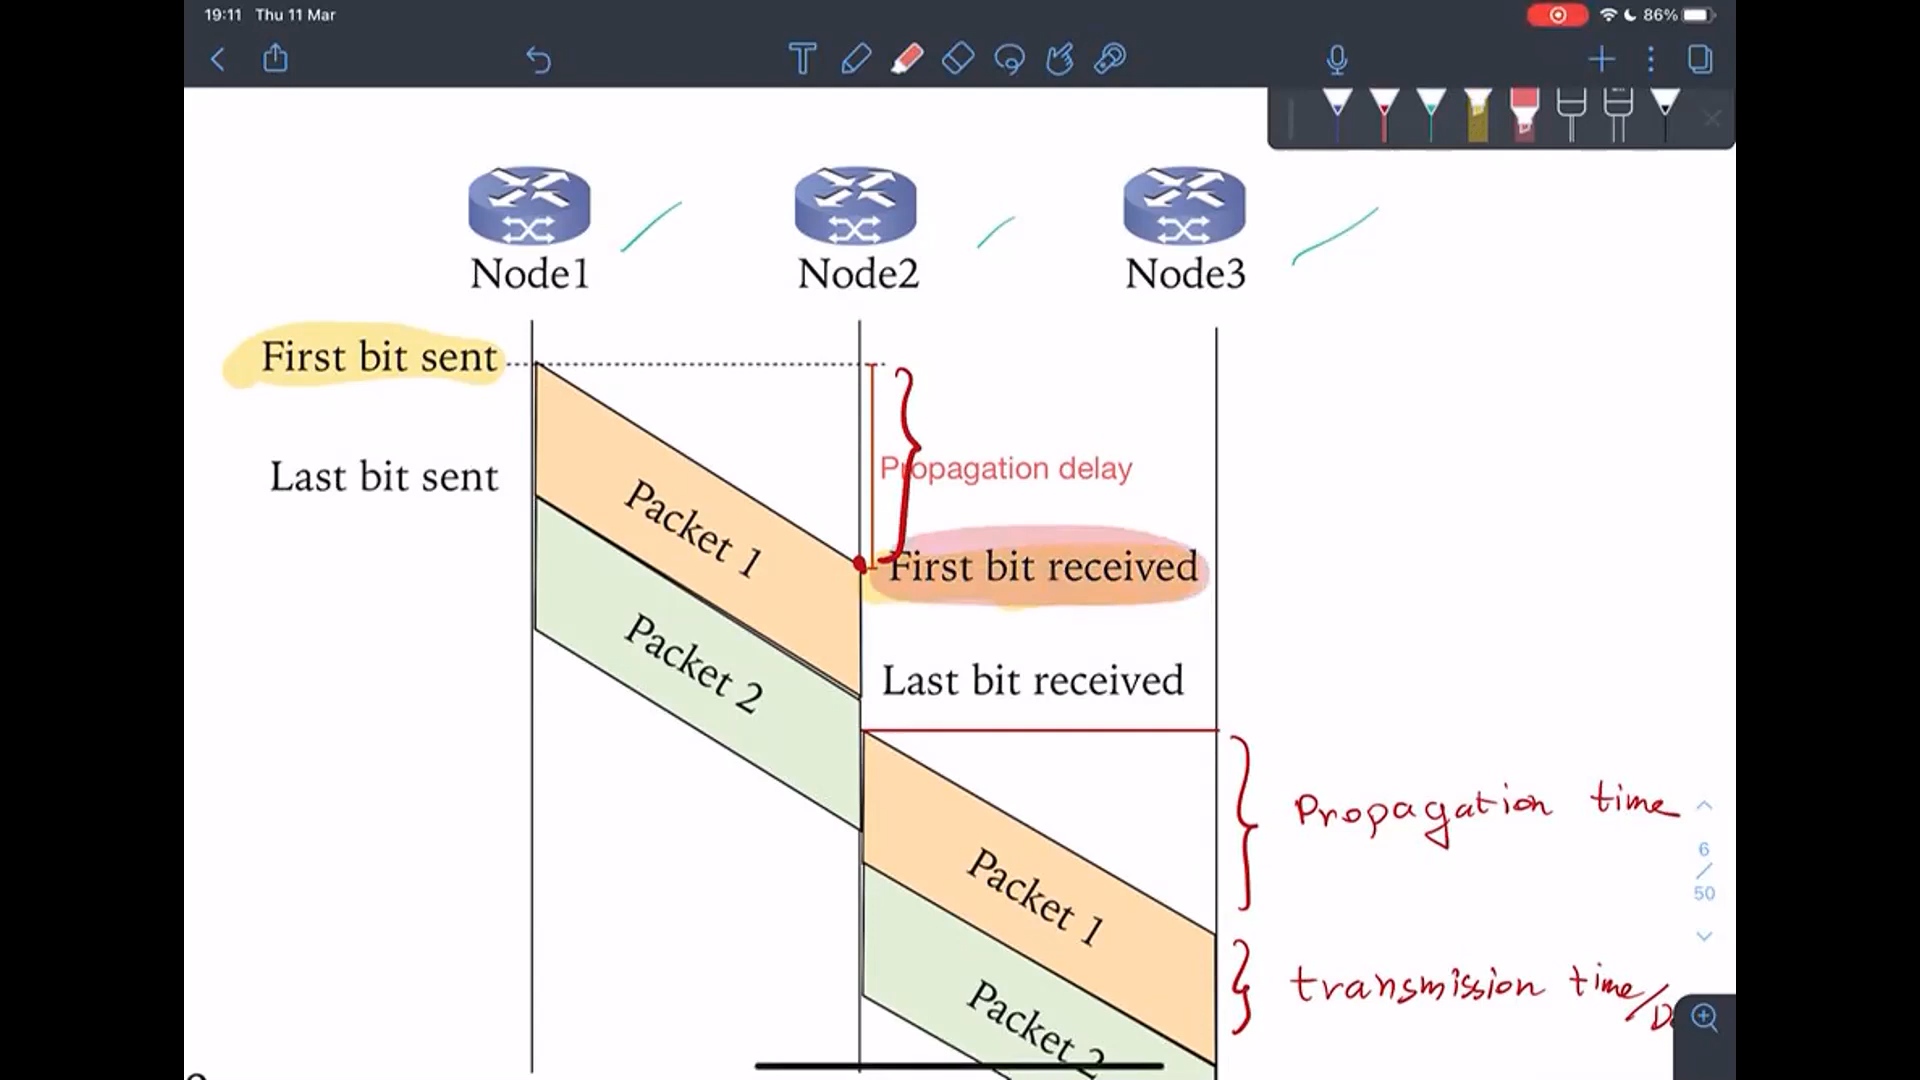 19:11 Thu 11 Mar
86%
Node1
Node2
Node3
First bit sent
Last bit sent
Packet 1
Propagation delay
First bit received
Packet 2
Last bit received
Packet 1
Propagation time
6
/
50
Packet 2
transmission time/